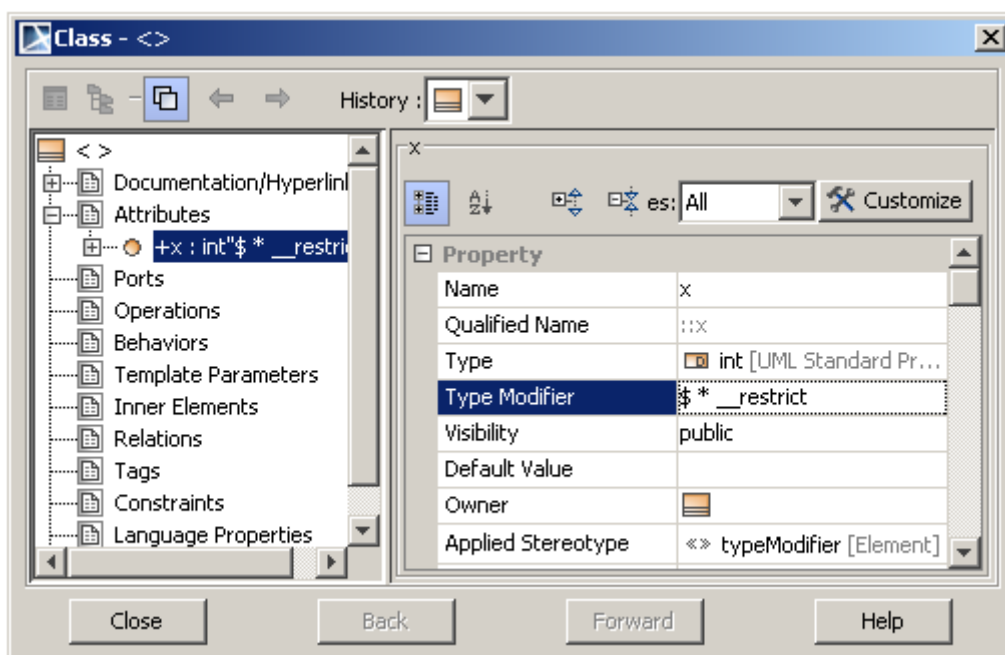 Class - <>
History :
< >
Documentation/Hyperlinl
Attributes
+x : int"$ * __restri
Ports
Operations
Behaviors
Template Parameters
Inner Elements
Relations
Tags
Constraints
Language Properties
x
es: All Customize
Property
Name x
Qualified Name ::x
Type int [UML Standard Pr...
Type Modifier $ * __restrict
Visibility public
Default Value
Owner
Applied Stereotype «» typeModifier [Element]
Close Back Forward Help